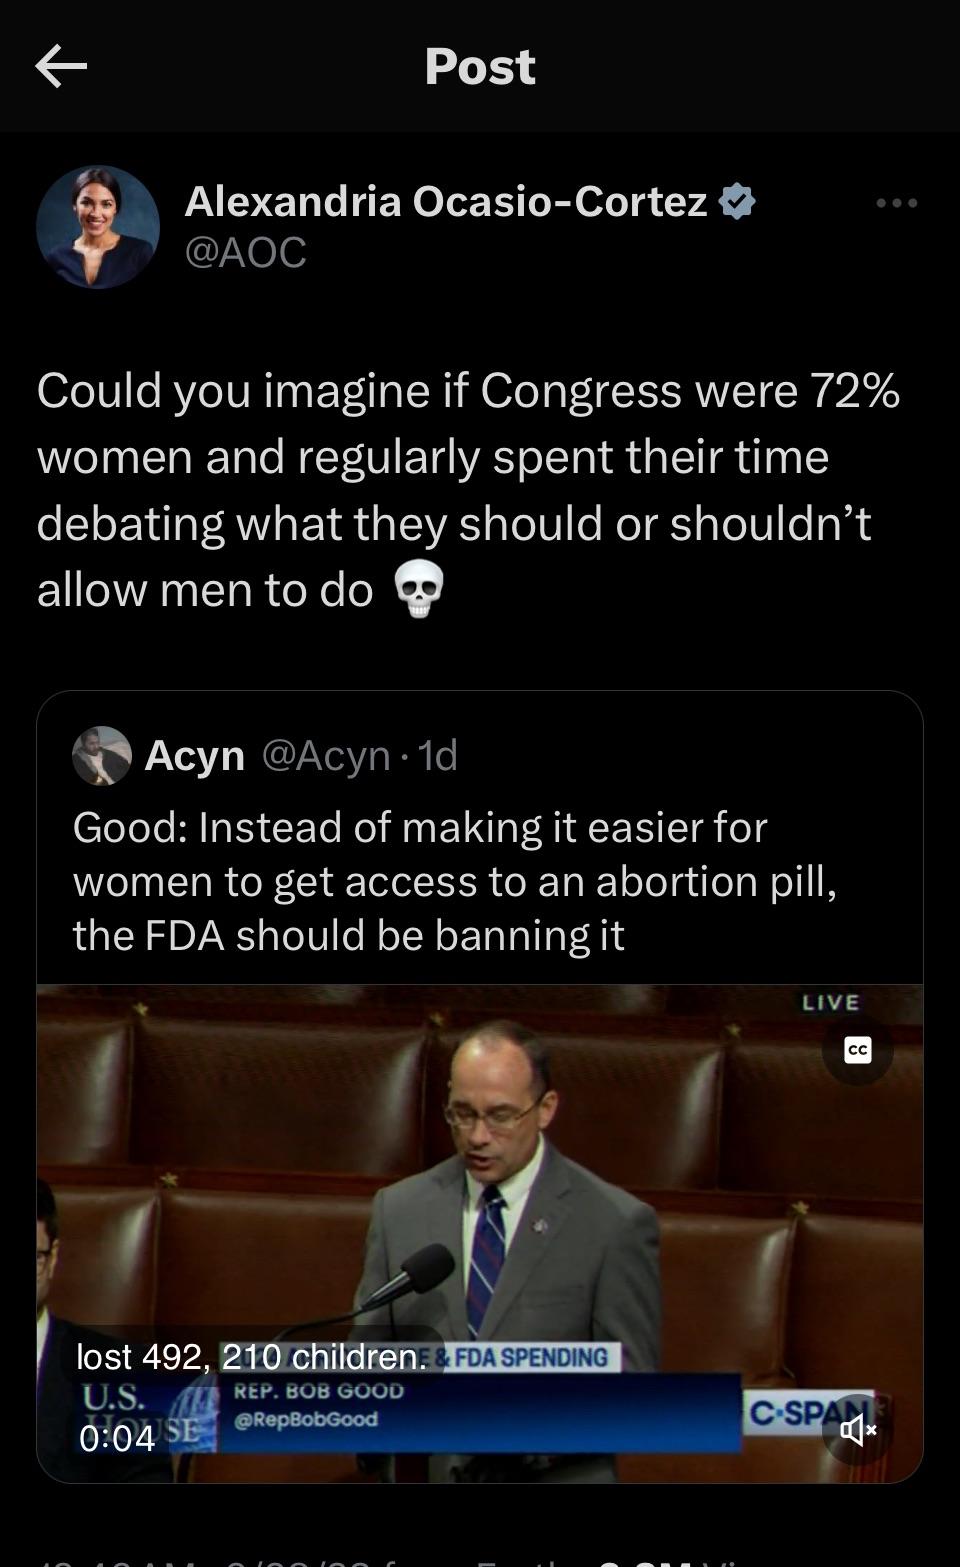 Post
Alexandria Ocasio-Cortez
@AOC
Could you imagine if Congress were 72%
women and regularly spent their time
debating what they should or shouldn’t
allow men to do 💀
Acyn @Acyn · 1d
Good: Instead of making it easier for
women to get access to an abortion pill,
the FDA should be banning it
LIVE
CC
lost 492, 210 children.
& FDA SPENDING
U.S.
HOUSE
REP. BOB GOOD
@RepBobGood
C-SPAN
0:04